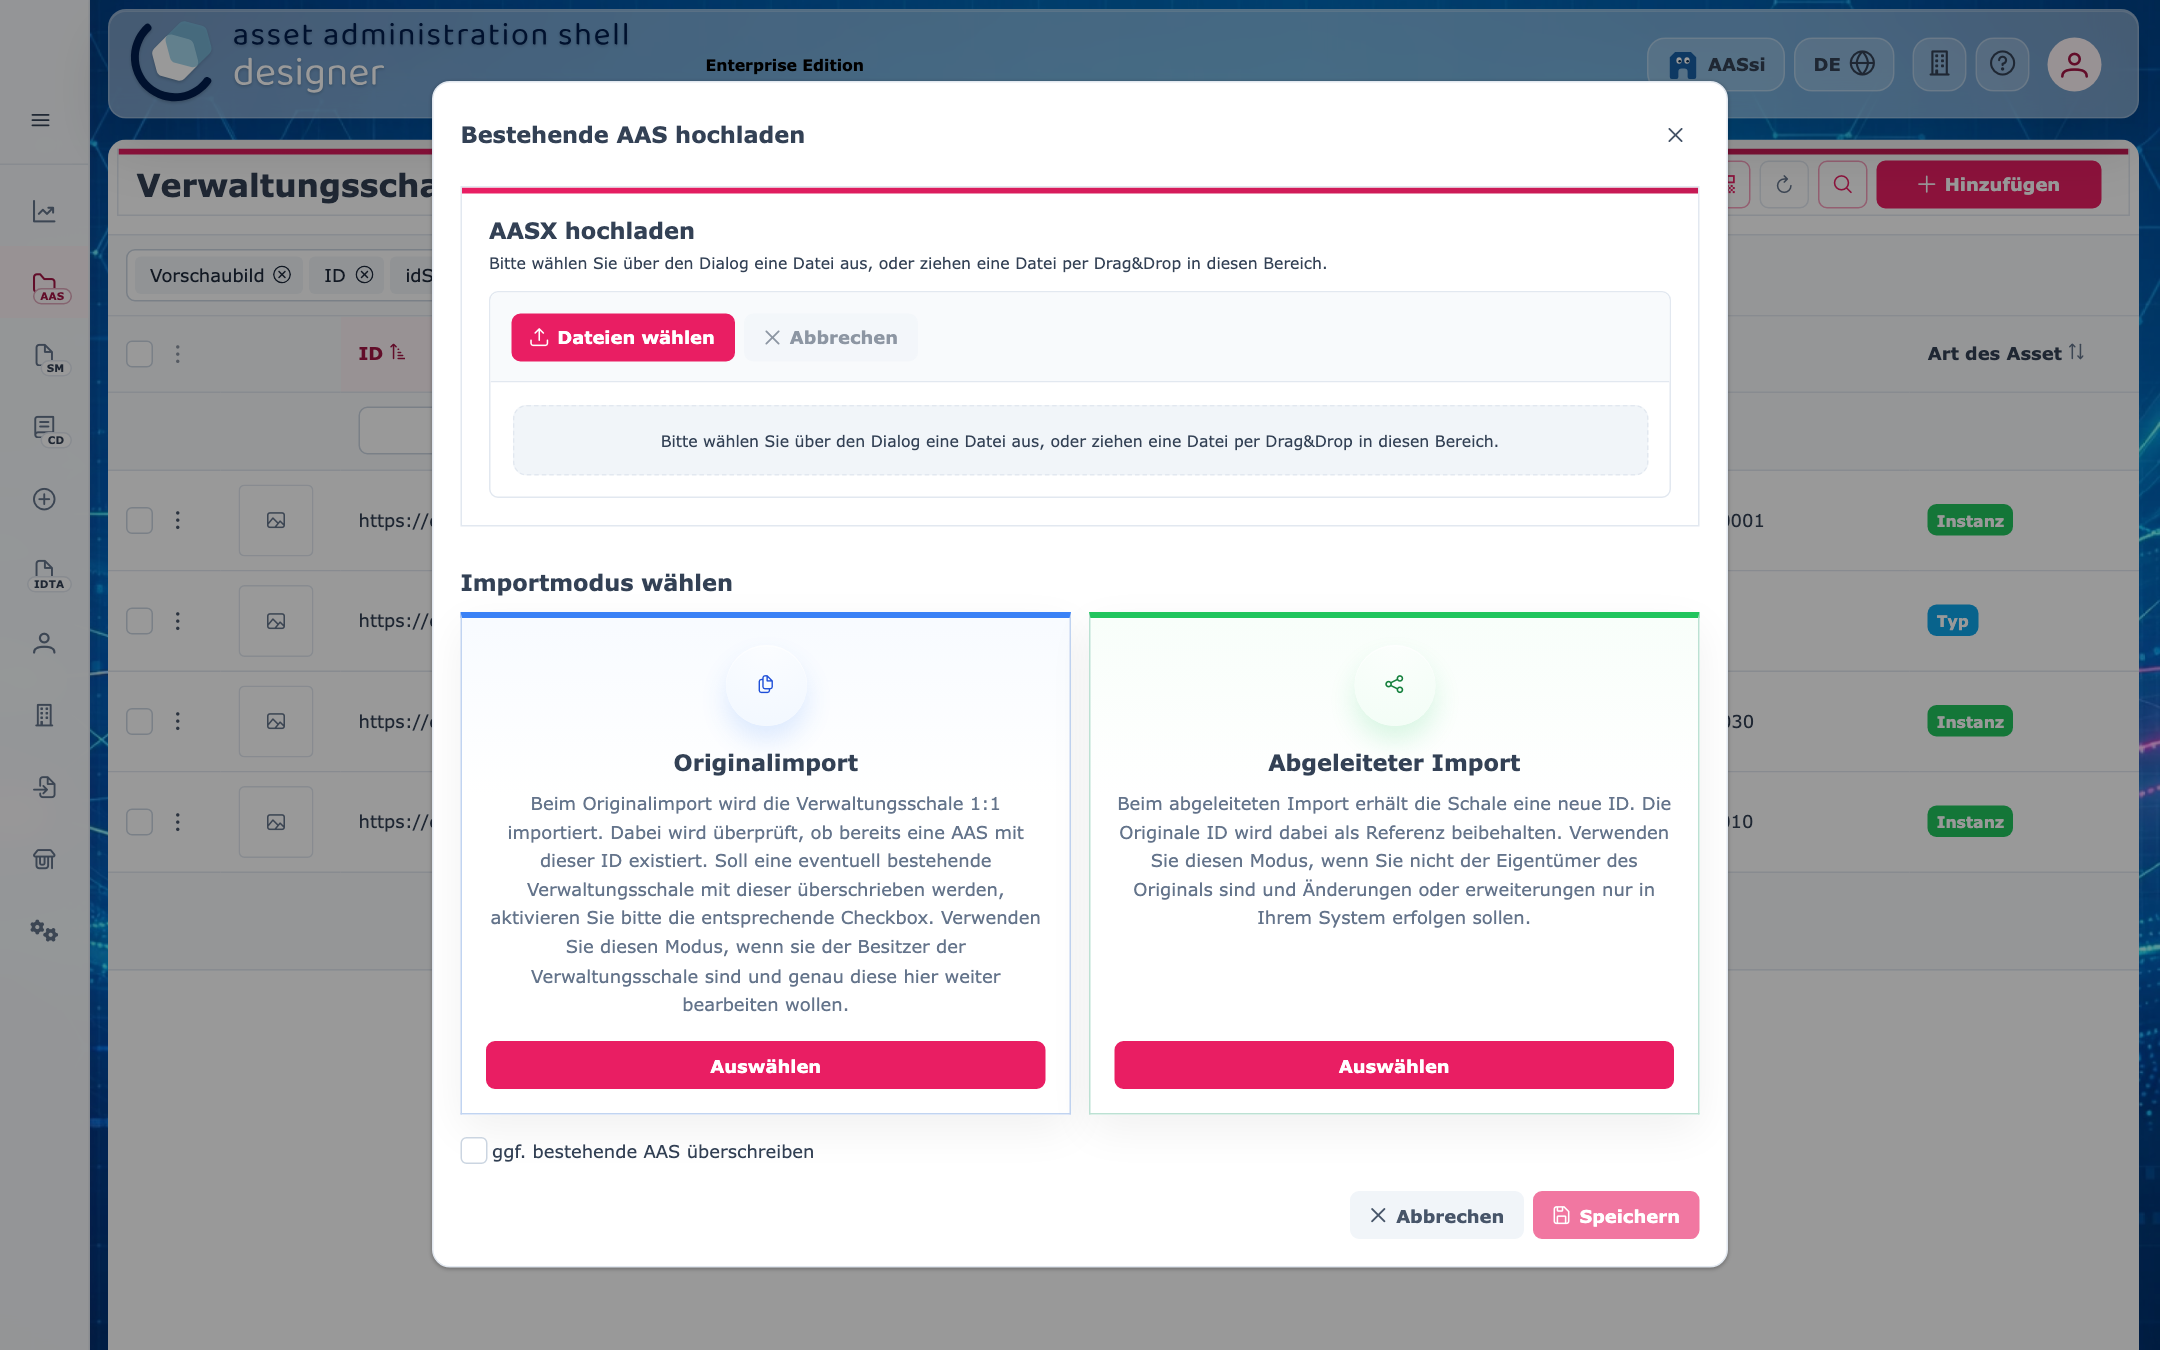 asset administration shell
designer
Enterprise Edition
AASsi
DE
Bestehende AAS hochladen
Verwaltungsscha
Hinzufügen
AASX hochladen
Bitte wählen Sie über den Dialog eine Datei aus, oder ziehen eine Datei per Drag&Drop in diesen Bereich.
Vorschaubild
ID
idS
AAS
Dateien wählen
Abbrechen
ID
Art des Asset
SM
Bitte wählen Sie über den Dialog eine Datei aus, oder ziehen eine Datei per Drag&Drop in diesen Bereich.
CD
https://
0001
Instanz
IDTA
Importmodus wählen
https://
Typ
https://
030
Instanz
https://
010
Instanz
Originalimport
Beim Originalimport wird die Verwaltungsschale 1:1
importiert. Dabei wird überprüft, ob bereits eine AAS mit
dieser ID existiert. Soll eine eventuell bestehende
Verwaltungsschale mit dieser überschrieben werden,
aktivieren Sie bitte die entsprechende Checkbox. Verwenden
Sie diesen Modus, wenn sie der Besitzer der
Verwaltungsschale sind und genau diese hier weiter
bearbeiten wollen.
Auswählen
Abgeleiteter Import
Beim abgeleiteten Import erhält die Schale eine neue ID. Die
Originale ID wird dabei als Referenz beibehalten. Verwenden
Sie diesen Modus, wenn Sie nicht der Eigentümer des
Originals sind und Änderungen oder erweiterungen nur in
Ihrem System erfolgen sollen.
Auswählen
ggf. bestehende AAS überschreiben
Abbrechen
Speichern